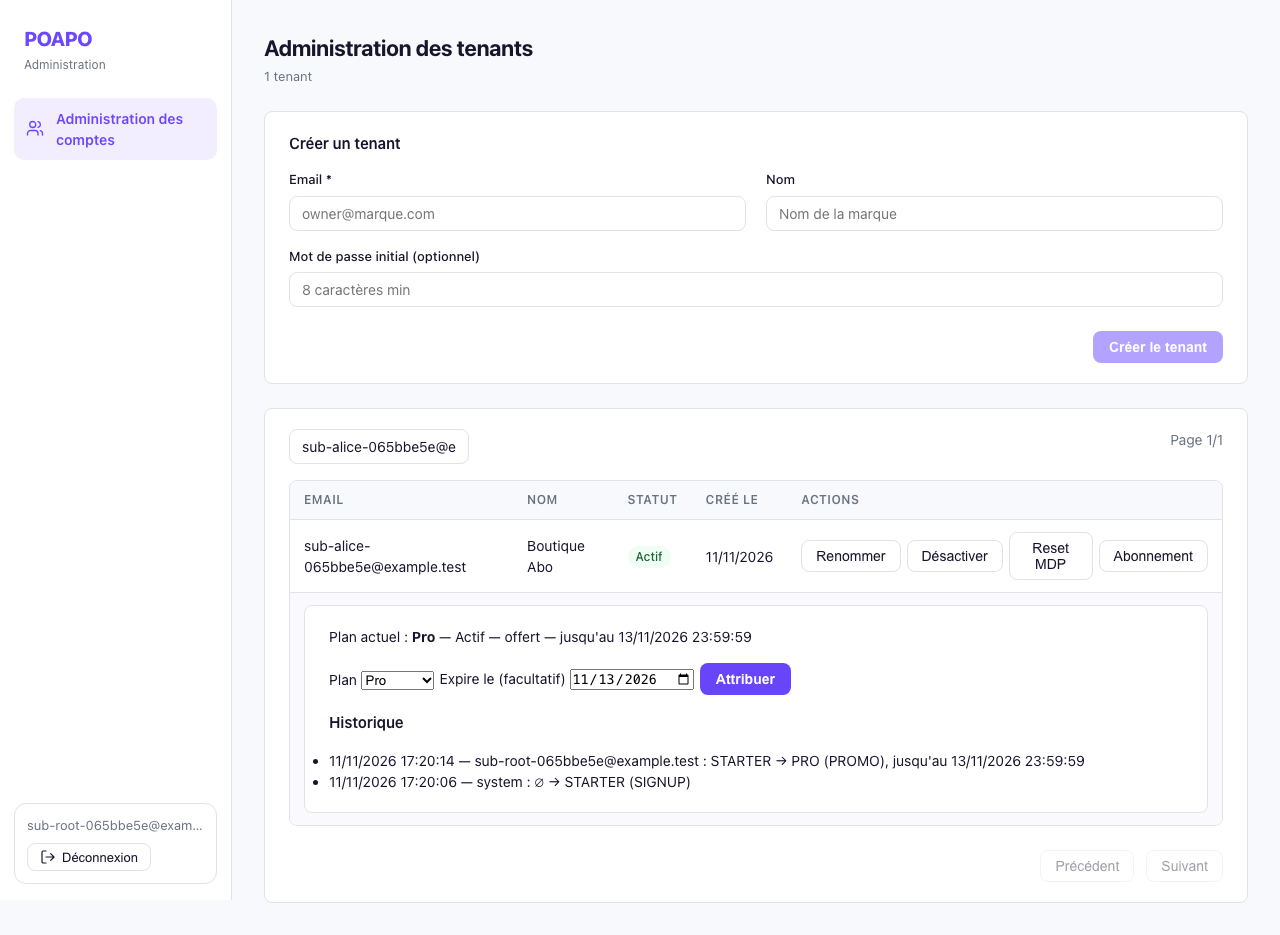 POAPO
Administration
Administration des
comptes
sub-root-065bbe5e@exam...
Déconnexion
Administration des tenants
1 tenant
Créer un tenant
Email *
Nom
owner@marque.com
Nom de la marque
Mot de passe initial (optionnel)
8 caractères min
Créer le tenant
sub-alice-065bbe5e@e
Page 1/1
EMAIL NOM STATUT CRÉÉ LE ACTIONS
sub-alice-
065bbe5e@example.test
Boutique
Abo
Actif
11/11/2026
Renommer
Désactiver
Reset
MDP
Abonnement
Plan actuel : Pro — Actif — offert — jusqu'au 13/11/2026 23:59:59
Plan Pro Expire le (facultatif) 11/13/2026 Attribuer
Historique
• 11/11/2026 17:20:14 — sub-root-065bbe5e@example.test : STARTER → PRO (PROMO), jusqu'au 13/11/2026 23:59:59
• 11/11/2026 17:20:06 — system : ∅ → STARTER (SIGNUP)
Précédent
Suivant